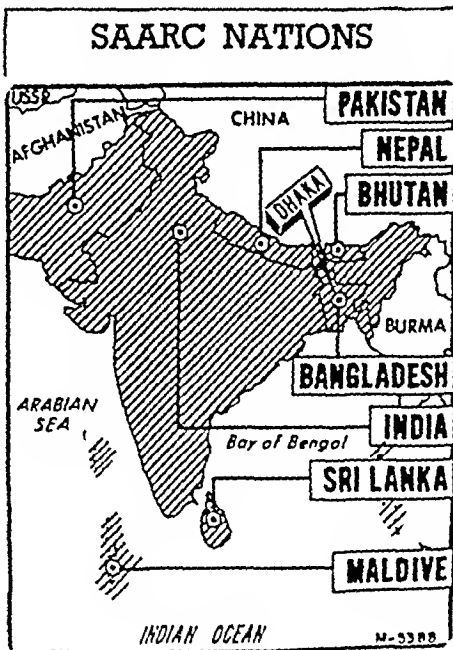 SAARC NATIONS
USSR
PAKISTAN
AFGHANISTAN
CHINA
NEPAL
BHUTAN
DHAKA
BURMA
BANGLADESH
ARABIAN
SEA
INDIA
Bay of Bengal
SRI LANKA
MALDIVE
INDIAN OCEAN
M-5388